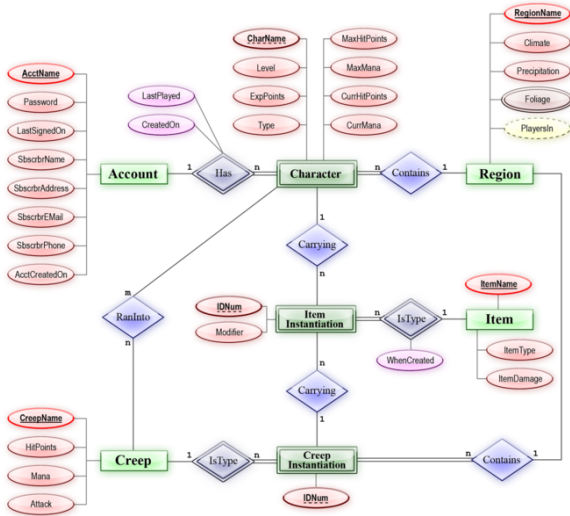 AcctName
Password
LastSignedOn
SbscrbrName
SbscrbrAddress
SbscrbrEMail
SbscrbrPhone
AcctCreatedOn
Account
LastPlayed
CreatedOn
1
Has
n
CharName
Level
ExpPoints
Type
MaxHitPoints
MaxMana
CurrHitPoints
CurrMana
Character
n
Contains
1
RegionName
Climate
Precipitation
Foliage
PlayersIn
Region
1
Carrying
n
m
RanInto
n
IDNum
Modifier
Item
Instantiation
n
IsType
1
WhenCreated
ItemName
Item
ItemType
ItemDamage
n
Carrying
1
CreepName
HitPoints
Mana
Attack
Creep
1
IsType
n
Creep
Instantiation
IDNum
n
Contains
1